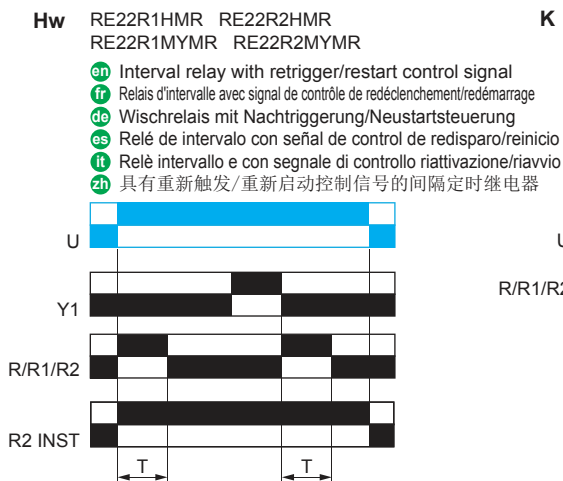 Hw RE22R1HMR RE22R2HMR
RE22R1MYMR RE22R2MYMR
en Interval relay with retrigger/restart control signal
fr Relais d'intervalle avec signal de contrôle de redéclenchement/redémarrage
de Wischrelais mit Nachtriggerung/Neustartsteuerung
es Relé de intervalo con señal de control de redisparo/reinicio
it Relè intervallo e con segnale di controllo riattivazione/riavvio
zh 具有重新触发/重新启动控制信号的间隔定时继电器
U
Y1
R/R1/R2
R2 INST
T T
K
U
R/R1/R2